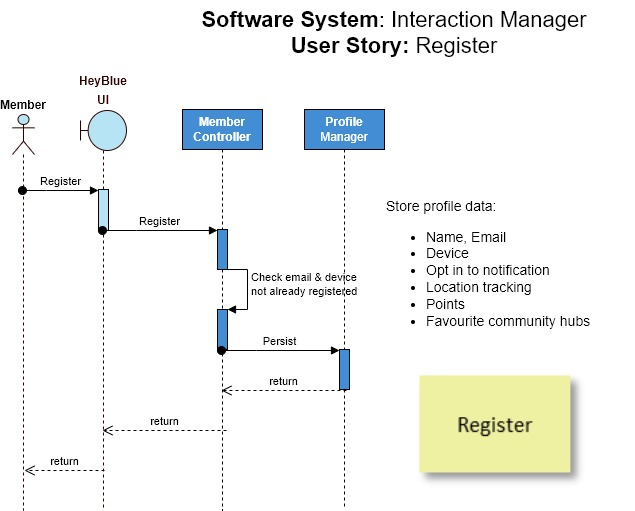 Software System: Interaction Manager
User Story: Register
HeyBlue
UI
Member
Member
Controller
Profile
Manager
Register
Register
Check email & device
not already registered
Persist
return
return
return
Store profile data:
• Name, Email
• Device
• Opt in to notification
• Location tracking
• Points
• Favourite community hubs
Register